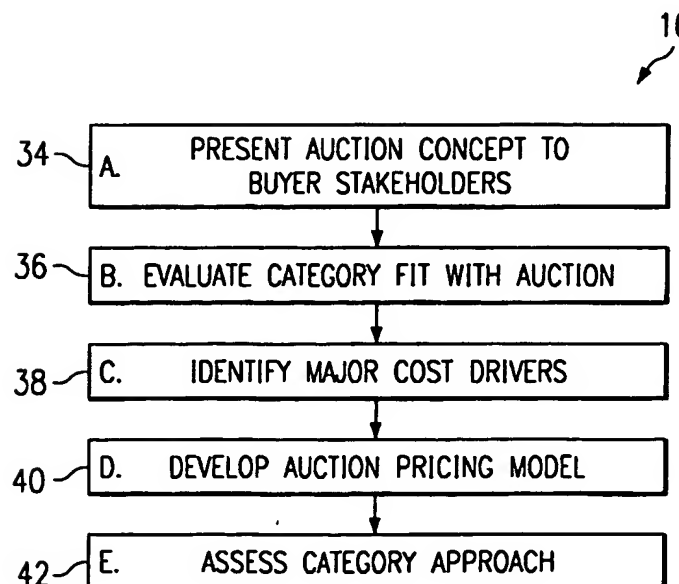 34 A. PRESENT AUCTION CONCEPT TO
BUYER STAKEHOLDERS
36 B. EVALUATE CATEGORY FIT WITH AUCTION
38 C. IDENTIFY MAJOR COST DRIVERS
40 D. DEVELOP AUCTION PRICING MODEL
42 E. ASSESS CATEGORY APPROACH